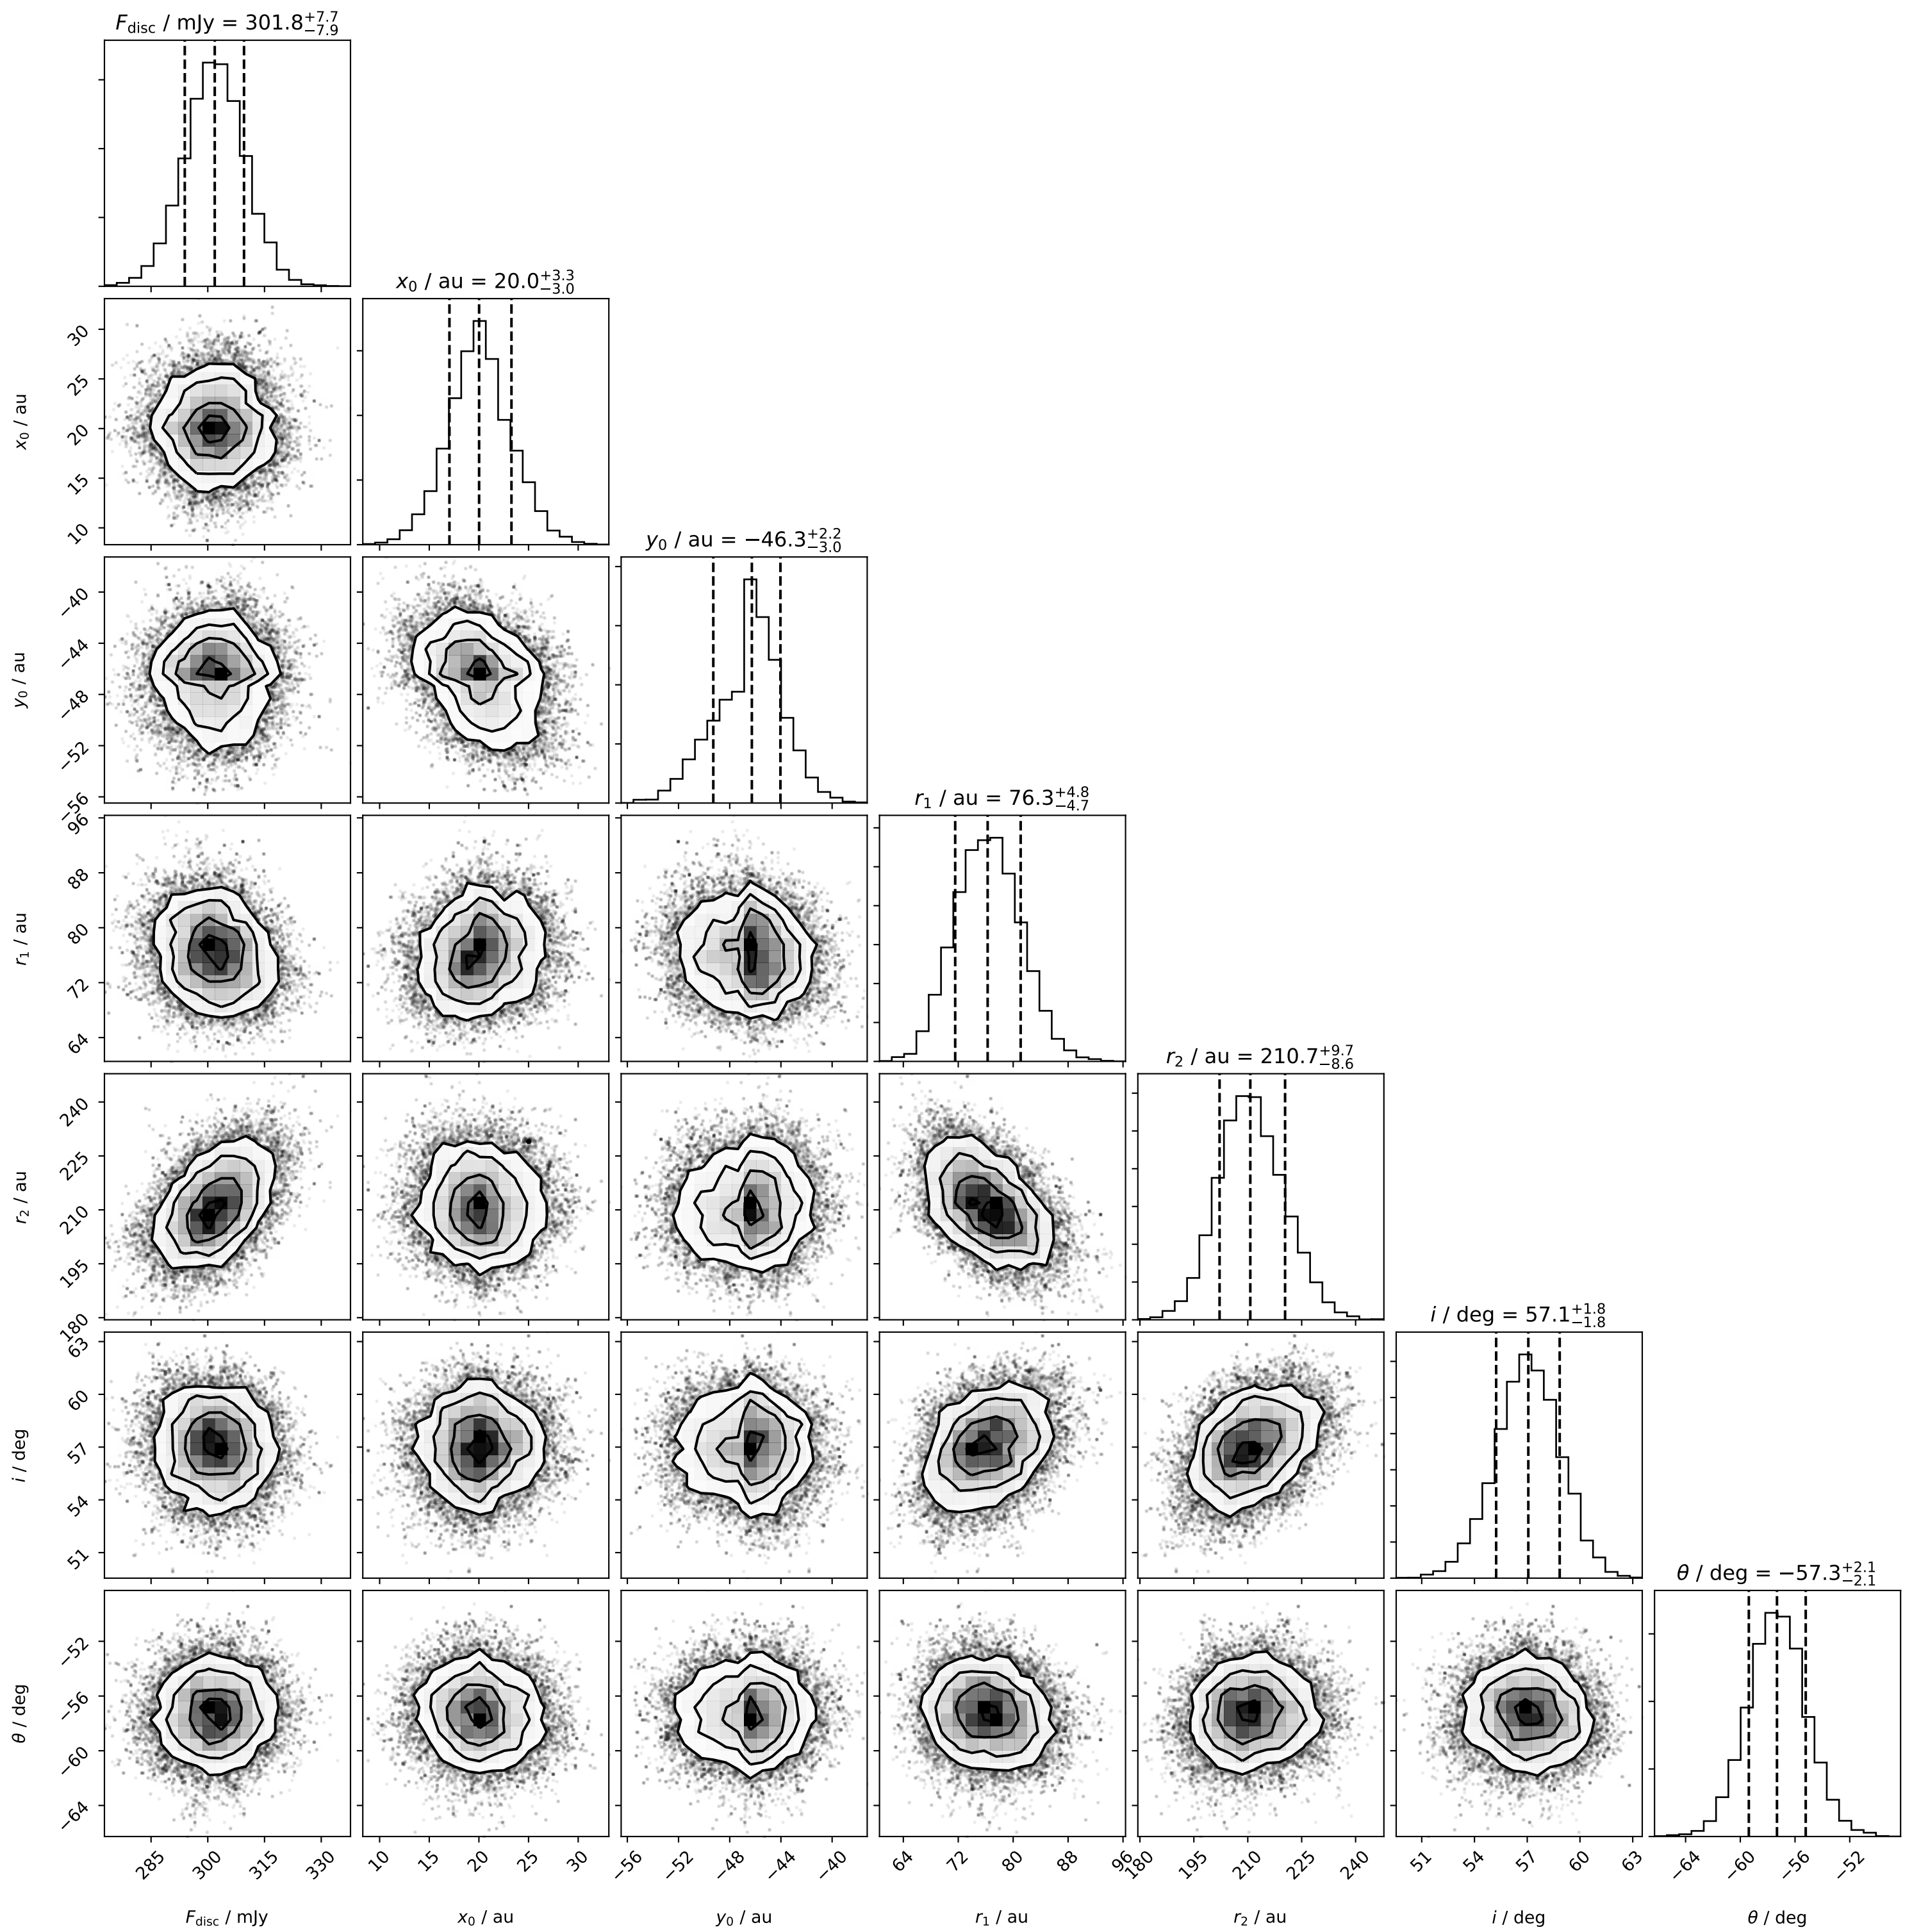 F_disc / mJy = 301.8^{+7.7}_{−7.9}
x_0 / au = 20.0^{+3.3}_{−3.0}
30
25
20
15
10
x_0 / au
y_0 / au = −46.3^{+2.2}_{−3.0}
−40
−44
−48
−52
−56
y_0 / au
r_1 / au = 76.3^{+4.8}_{−4.7}
96
88
80
72
64
r_1 / au
r_2 / au = 210.7^{+9.7}_{−8.6}
240
225
210
195
180
r_2 / au
i / deg = 57.1^{+1.8}_{−1.8}
63
60
57
54
51
i / deg
θ / deg = −57.3^{+2.1}_{−2.1}
−52
−56
−60
−64
θ / deg
285 300 315 330 10 15 20 25 30 −56 −52 −48 −44 −40 64 72 80 88 96 180 195 210 225 240 51 54 57 60 63 −64 −60 −56 −52
F_disc / mJy x_0 / au y_0 / au r_1 / au r_2 / au i / deg θ / deg